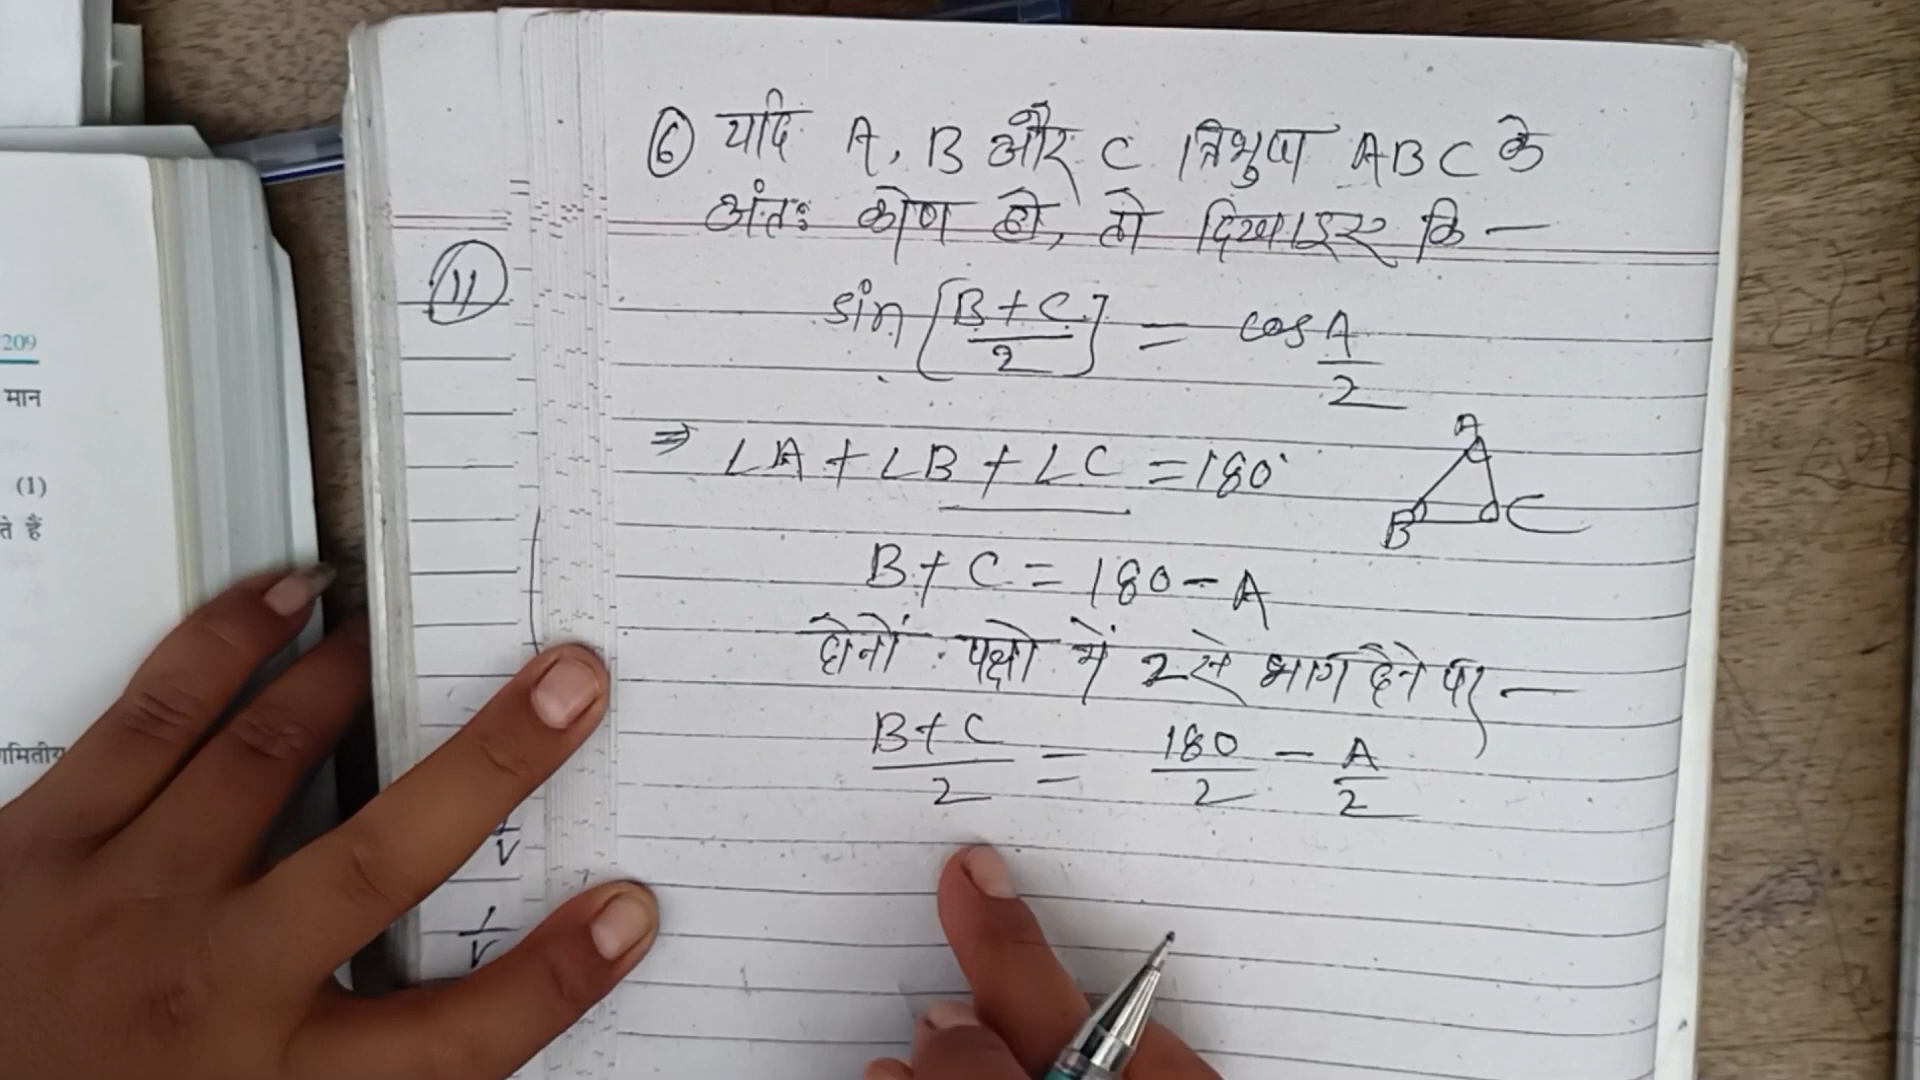 209
मान
(1)
ते हैं
गमितीय
11
6 यदि A, B और C त्रिभुज ABC के
अंतः कोण हो, तो दिखाइए कि —
sin [B + C / 2] = cos A / 2
⇒ ∠A + ∠B + ∠C = 180°
A
B C
B + C = 180 - A
दोनों पक्षो में 2 से भाग देने पर —
B + C / 2 = 180 / 2 - A / 2